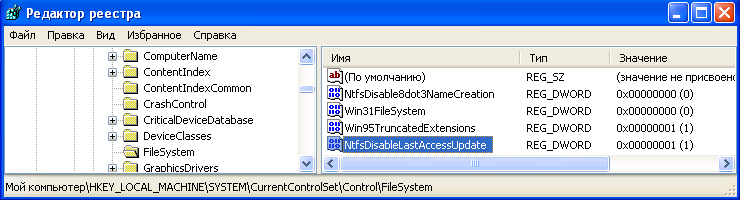 Редактор реестра
Файл Правка Вид Избранное Справка
ComputerName
ContentIndex
ContentIndexCommon
CrashControl
CriticalDeviceDatabase
DeviceClasses
FileSystem
GraphicsDrivers
Имя Тип Значение
ab (По умолчанию) REG_SZ (значение не присвоено
NtfsDisable8dot3NameCreation REG_DWORD 0x00000000 (0)
Win31FileSystem REG_DWORD 0x00000000 (0)
Win95TruncatedExtensions REG_DWORD 0x00000001 (1)
NtfsDisableLastAccessUpdate REG_DWORD 0x00000001 (1)
Мой компьютер\HKEY_LOCAL_MACHINE\SYSTEM\CurrentControlSet\Control\FileSystem